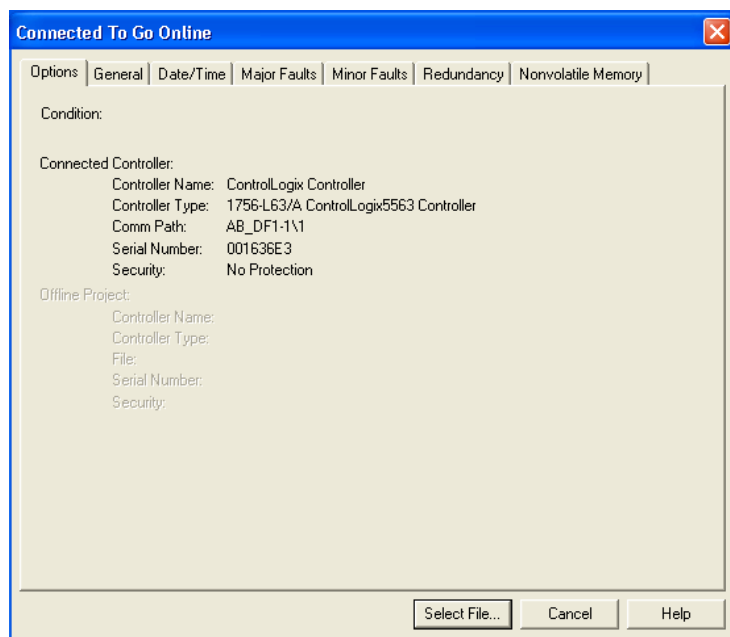 Connected To Go Online
Options General Date/Time Major Faults Minor Faults Redundancy Nonvolatile Memory
Condition:
Connected Controller:
Controller Name: ControlLogix Controller
Controller Type: 1756-L63/A ControlLogix5563 Controller
Comm Path: AB_DF1-1\1
Serial Number: 001636E3
Security: No Protection
Offline Project:
Controller Name:
Controller Type:
File:
Serial Number:
Security:
Select File... Cancel Help